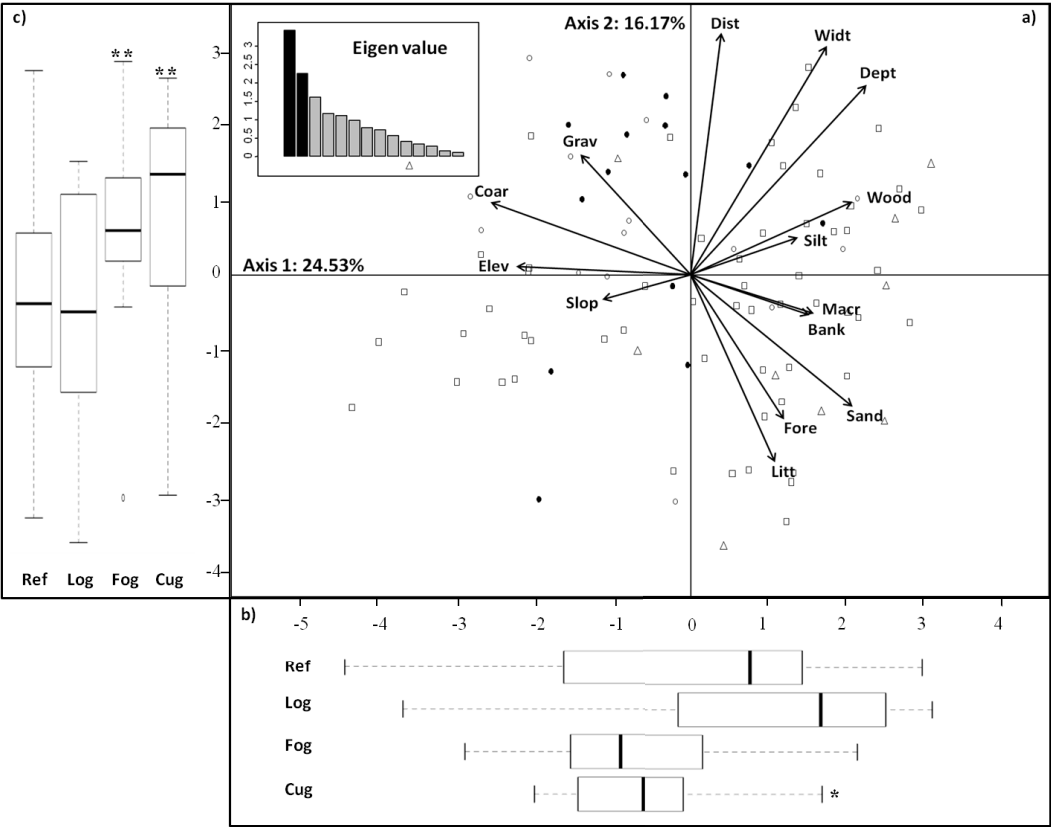 c)
a)
Axis 2: 16.17%
Eigen value
3
2.5
2
1.5
1
0.5
0
Dist
Widt
Dept
Grav
Coar
Wood
Silt
Axis 1: 24.53%
Elev
Slop
Macr
Bank
Sand
Fore
Litt
3
2
1
0
-1
-2
-3
-4
**
**
Ref Log Fog Cug
b)
-5 -4 -3 -2 -1 0 1 2 3 4
Ref
Log
Fog
Cug
*